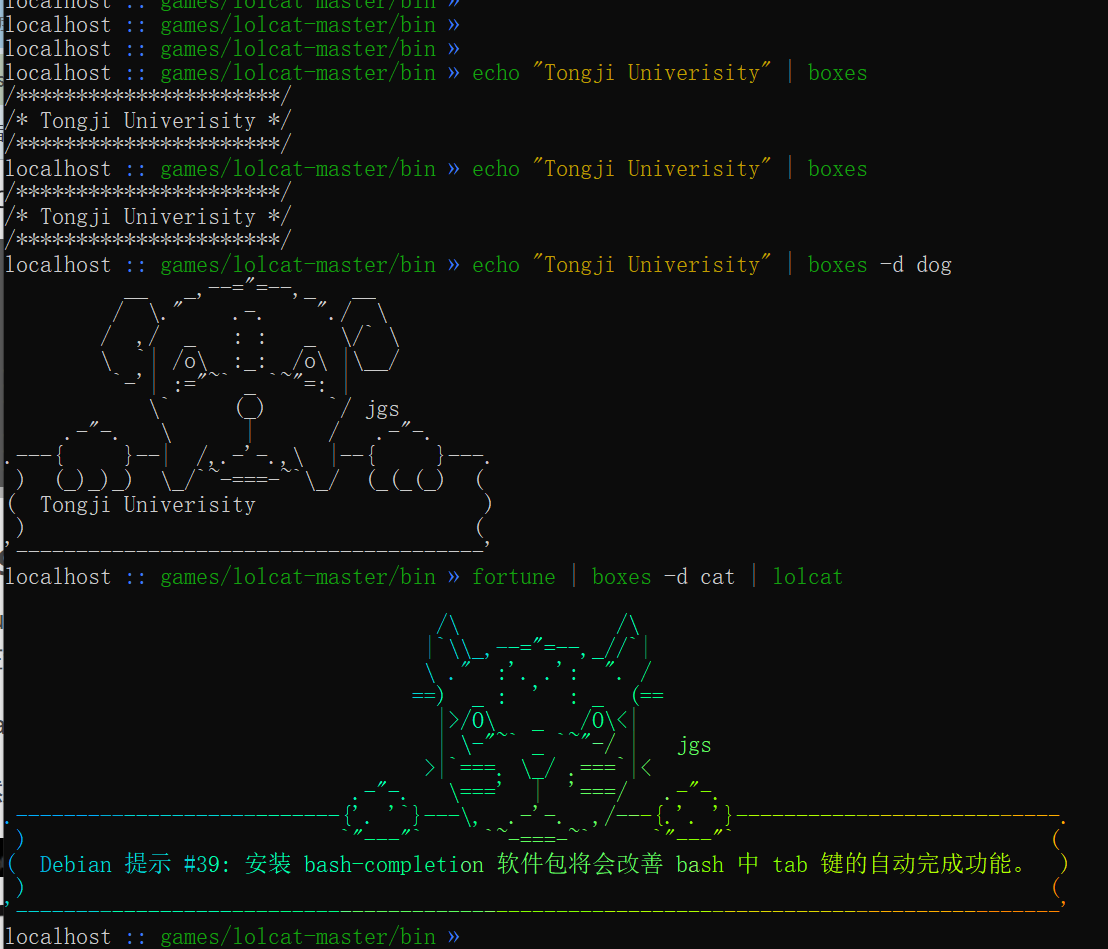 localhost :: games/lolcat-master/bin »
localhost :: games/lolcat-master/bin »
localhost :: games/lolcat-master/bin »
localhost :: games/lolcat-master/bin » echo "Tongji Univerisity" | boxes
/**********************/
/* Tongji Univerisity */
/**********************/
localhost :: games/lolcat-master/bin » echo "Tongji Univerisity" | boxes
/**********************/
/* Tongji Univerisity */
/**********************/
localhost :: games/lolcat-master/bin » echo "Tongji Univerisity" | boxes -d dog
jgs
Tongji Univerisity
localhost :: games/lolcat-master/bin » fortune | boxes -d cat | lolcat
jgs
Debian 提示 #39: 安装 bash-completion 软件包将会改善 bash 中 tab 键的自动完成功能。
localhost :: games/lolcat-master/bin »